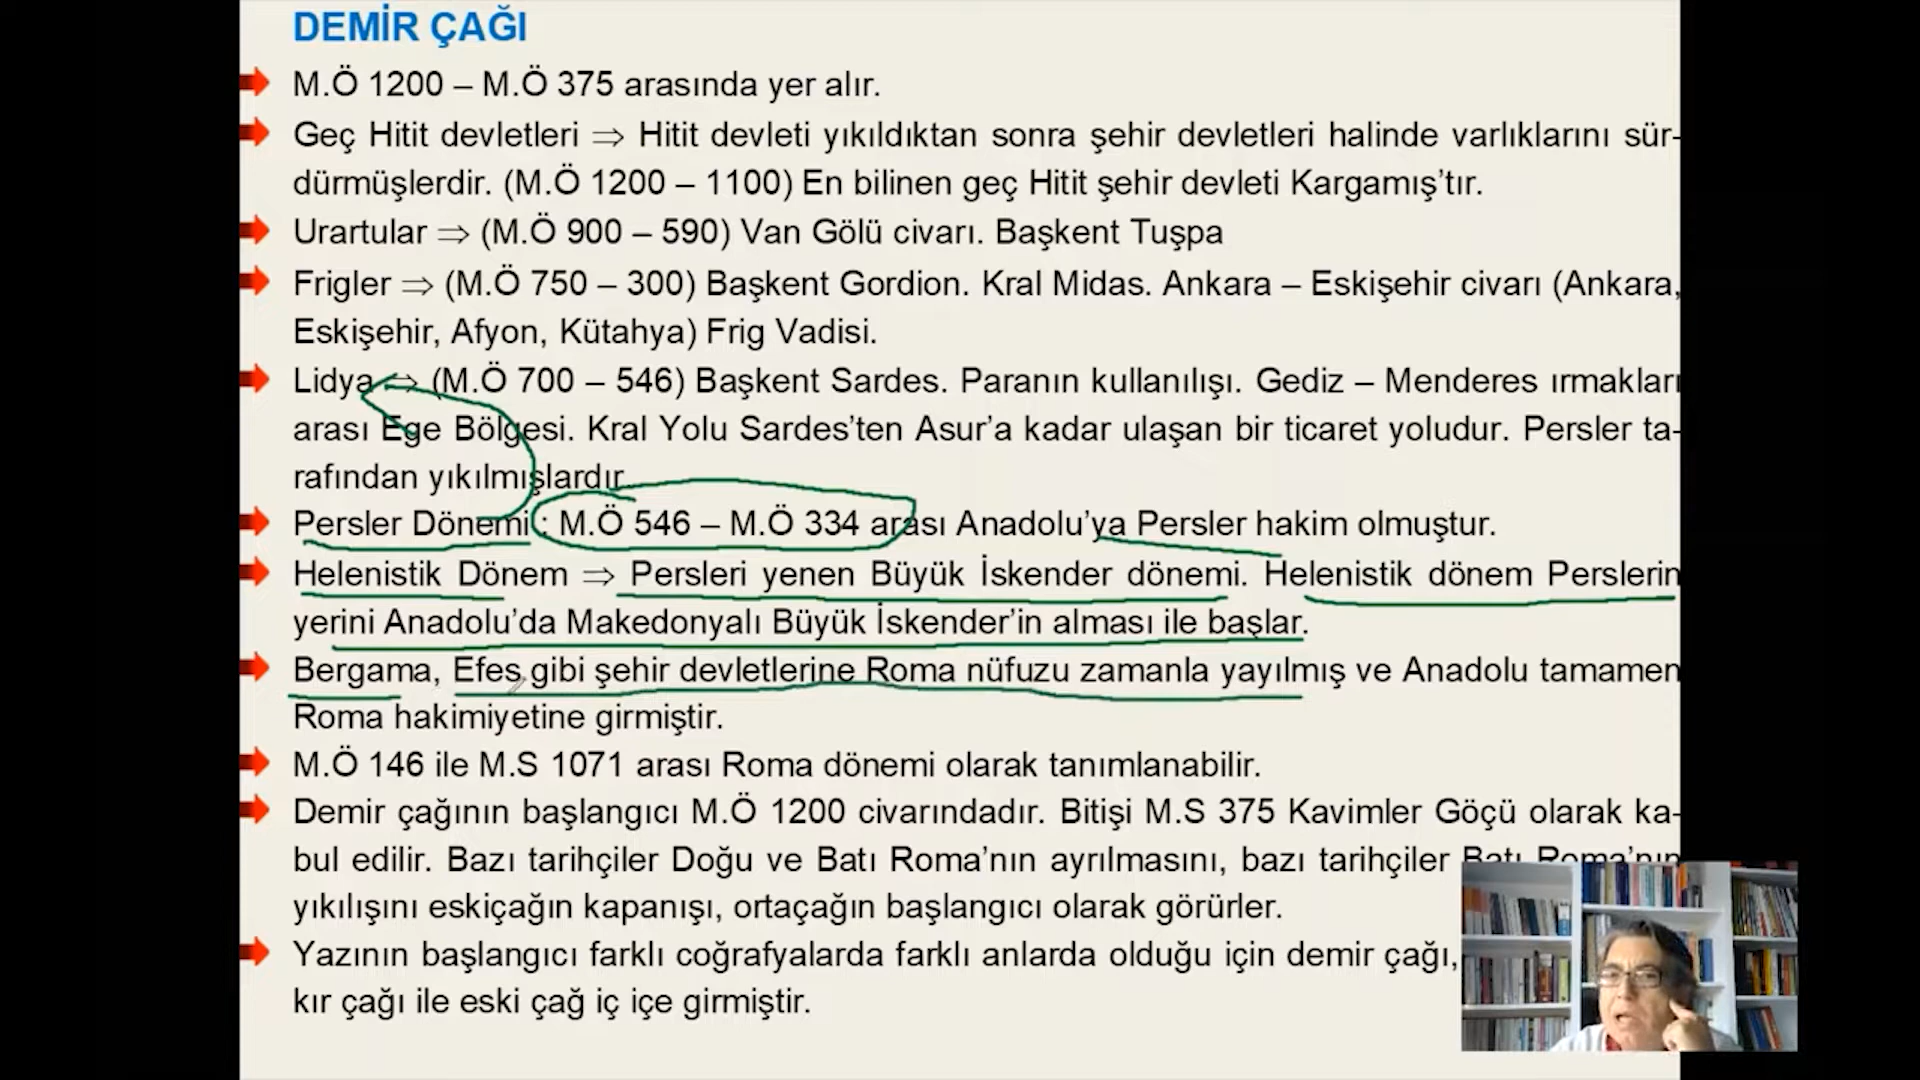 DEMİR ÇAĞI
M.Ö 1200 – M.Ö 375 arasında yer alır.
Geç Hitit devletleri ⇒ Hitit devleti yıkıldıktan sonra şehir devletleri halinde varlıklarını sür-
dürmüşlerdir. (M.Ö 1200 – 1100) En bilinen geç Hitit şehir devleti Kargamış’tır.
Urartular ⇒ (M.Ö 900 – 590) Van Gölü civarı. Başkent Tuşpa
Frigler ⇒ (M.Ö 750 – 300) Başkent Gordion. Kral Midas. Ankara – Eskişehir civarı (Ankara,
Eskişehir, Afyon, Kütahya) Frig Vadisi.
Lidya ⇒ (M.Ö 700 – 546) Başkent Sardes. Paranın kullanılışı. Gediz – Menderes ırmakları
arası Ege Bölgesi. Kral Yolu Sardes’ten Asur’a kadar ulaşan bir ticaret yoludur. Persler ta-
rafından yıkılmışlardır.
Persler Dönemi : M.Ö 546 – M.Ö 334 arası Anadolu’ya Persler hakim olmuştur.
Helenistik Dönem ⇒ Persleri yenen Büyük İskender dönemi. Helenistik dönem Perslerin
yerini Anadolu’da Makedonyalı Büyük İskender’in alması ile başlar.
Bergama, Efes gibi şehir devletlerine Roma nüfuzu zamanla yayılmış ve Anadolu tamamen
Roma hakimiyetine girmiştir.
M.Ö 146 ile M.S 1071 arası Roma dönemi olarak tanımlanabilir.
Demir çağının başlangıcı M.Ö 1200 civarındadır. Bitişi M.S 375 Kavimler Göçü olarak ka-
bul edilir. Bazı tarihçiler Doğu ve Batı Roma’nın ayrılmasını, bazı tarihçiler Batı Roma’nın
yıkılışını eskiçağın kapanışı, ortaçağın başlangıcı olarak görürler.
Yazının başlangıcı farklı coğrafyalarda farklı anlarda olduğu için demir çağı,
kır çağı ile eski çağ iç içe girmiştir.